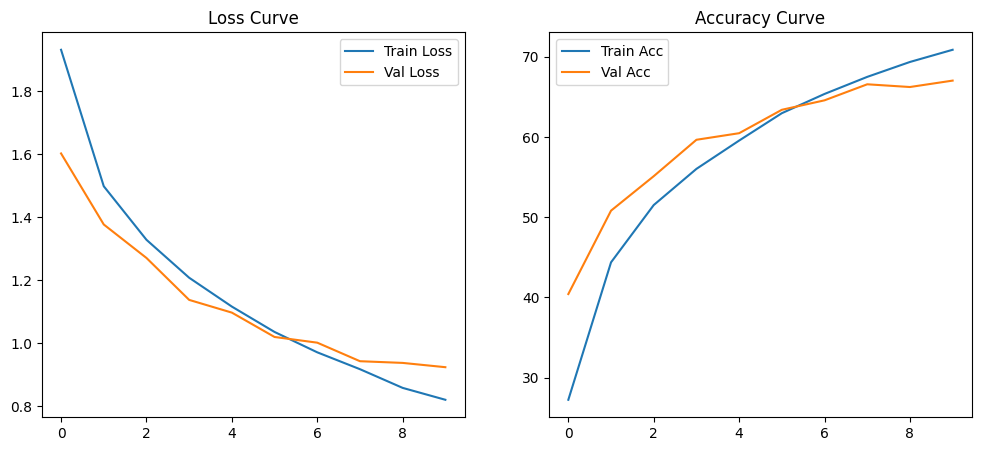 Loss Curve
Train Loss
Val Loss
1.8
1.6
1.4
1.2
1.0
0.8
0 2 4 6 8
Accuracy Curve
Train Acc
Val Acc
70
60
50
40
30
0 2 4 6 8